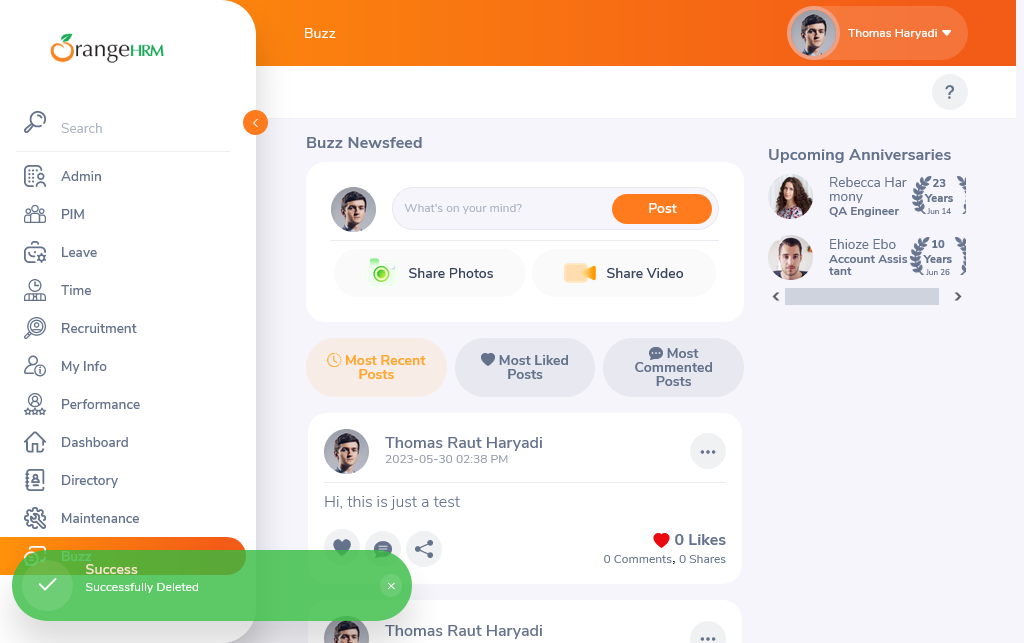 OrangeHRM
Buzz
Thomas Haryadi
?
Search
Admin
PIM
Leave
Time
Recruitment
My Info
Performance
Dashboard
Directory
Maintenance
Buzz
Success
Successfully Deleted
Buzz Newsfeed
What's on your mind?
Post
Share Photos
Share Video
Most Recent
Posts
Most Liked
Posts
Most
Commented
Posts
Thomas Raut Haryadi
2023-05-30 02:38 PM
Hi, this is just a test
0 Likes
0 Comments, 0 Shares
Thomas Raut Haryadi
Upcoming Anniversaries
Rebecca Har
mony
QA Engineer
23
Years
Jun 14
Ehioze Ebo
Account Assis
tant
10
Years
Jun 26